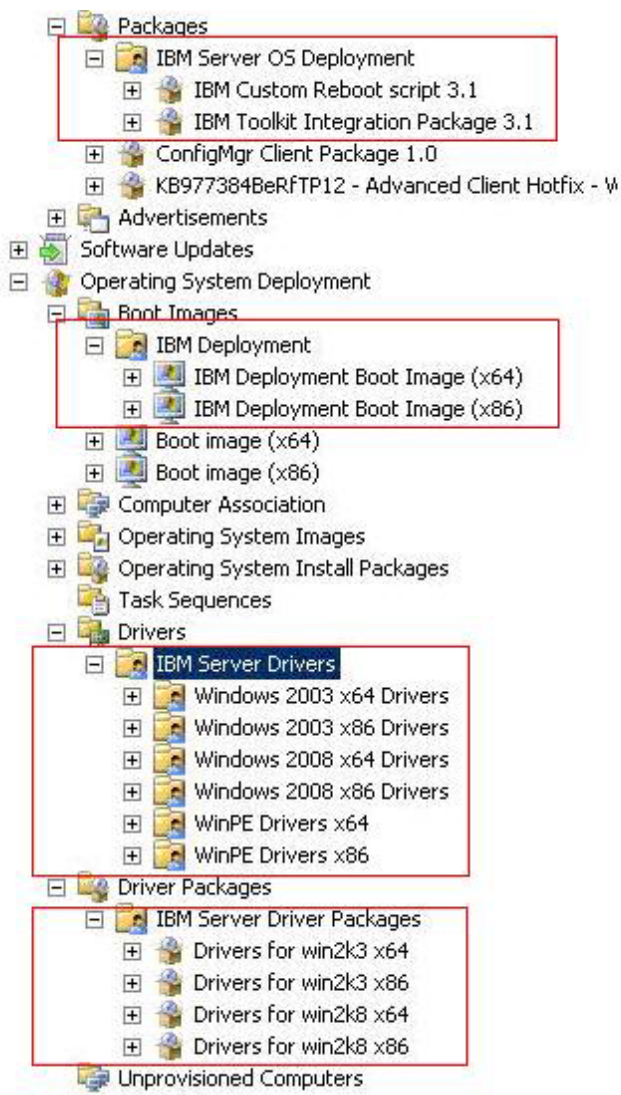 Packages
IBM Server OS Deployment
IBM Custom Reboot script 3.1
IBM Toolkit Integration Package 3.1
ConfigMgr Client Package 1.0
KB977384BeRfTP12 - Advanced Client Hotfix -
Advertisements
Software Updates
Operating System Deployment
Boot Images
IBM Deployment
IBM Deployment Boot Image (x64)
IBM Deployment Boot Image (x86)
Boot image (x64)
Boot image (x86)
Computer Association
Operating System Images
Operating System Install Packages
Task Sequences
Drivers
IBM Server Drivers
Windows 2003 x64 Drivers
Windows 2003 x86 Drivers
Windows 2008 x64 Drivers
Windows 2008 x86 Drivers
WinPE Drivers x64
WinPE Drivers x86
Driver Packages
IBM Server Driver Packages
Drivers for win2k3 x64
Drivers for win2k3 x86
Drivers for win2k8 x64
Drivers for win2k8 x86
Unprovisioned Computers